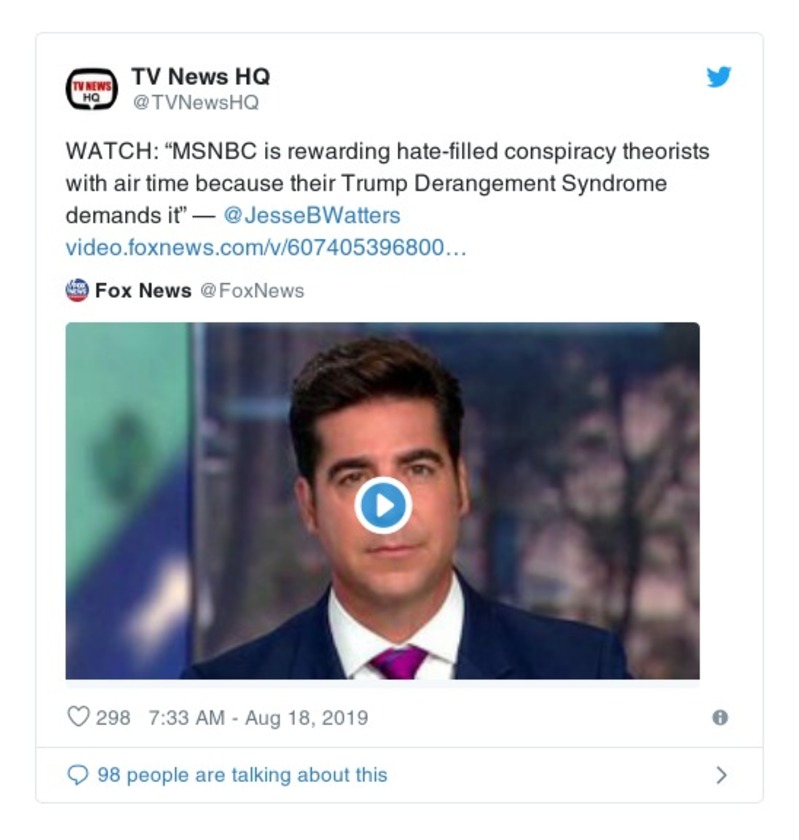 TV NEWS
HQ
TV News HQ
@TVNewsHQ
WATCH: “MSNBC is rewarding hate-filled conspiracy theorists
with air time because their Trump Derangement Syndrome
demands it” — @JesseBWatters
video.foxnews.com/v/607405396800…
Fox News @FoxNews
298 7:33 AM - Aug 18, 2019
98 people are talking about this